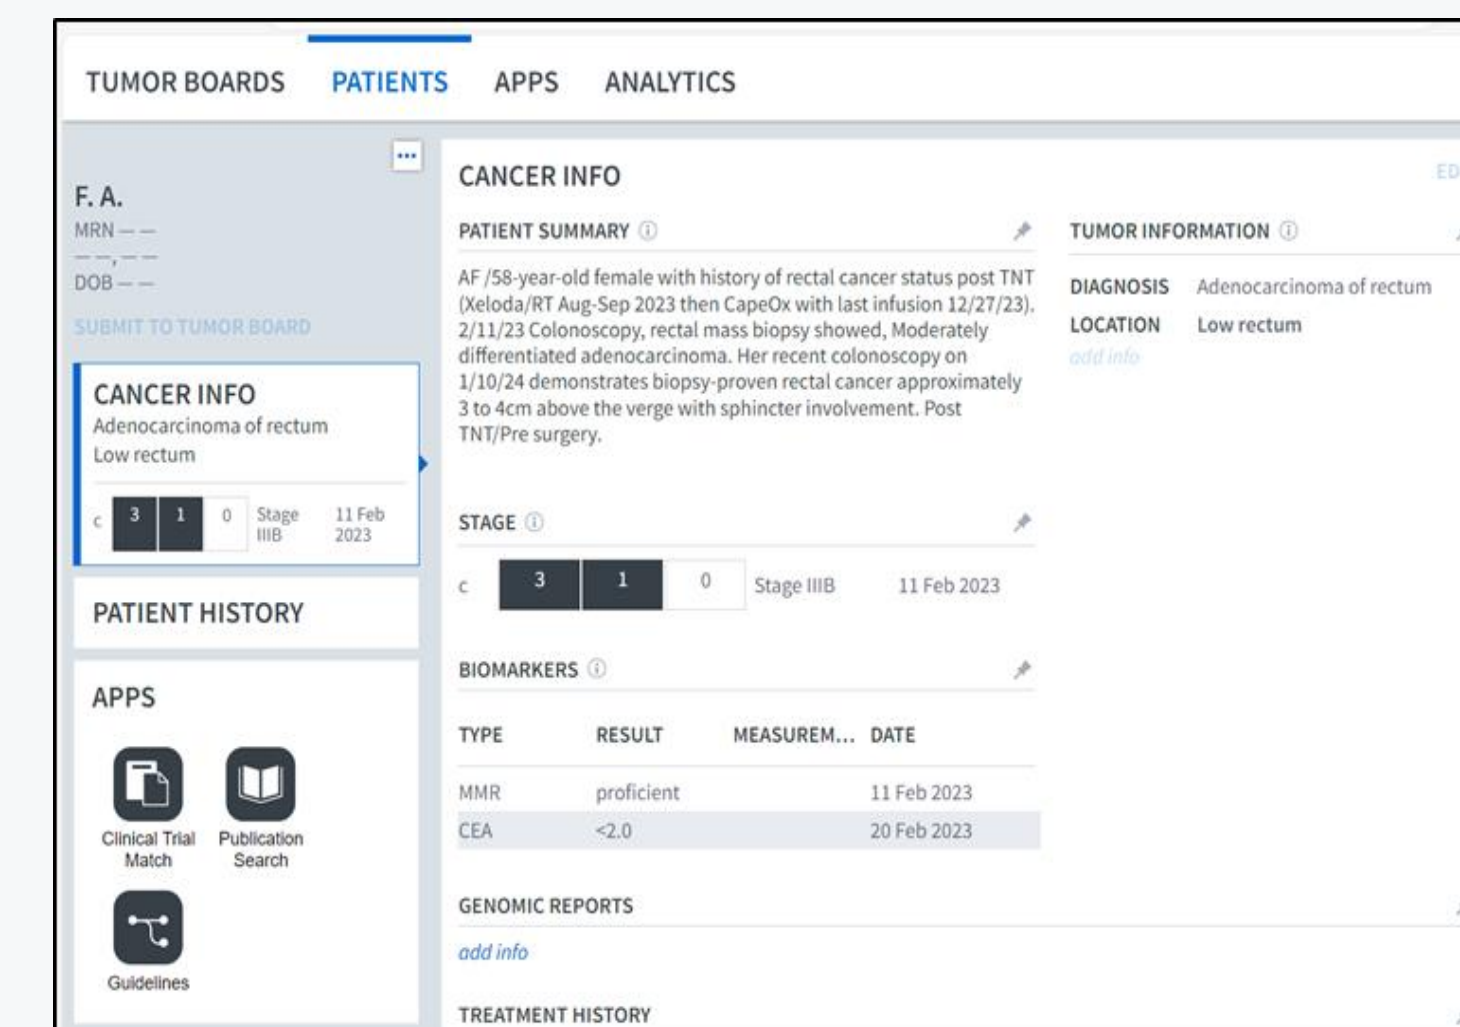 TUMOR BOARDS PATIENTS APPS ANALYTICS
F. A.
MRN — —
— —, — —
DOB — —
SUBMIT TO TUMOR BOARD
CANCER INFO
Adenocarcinoma of rectum
Low rectum
c 3 1 0 Stage IIIB 11 Feb 2023
PATIENT HISTORY
APPS
Clinical Trial Match
Publication Search
Guidelines
CANCER INFO
PATIENT SUMMARY
AF /58-year-old female with history of rectal cancer status post TNT
(Xeloda/RT Aug-Sep 2023 then CapeOx with last infusion 12/27/23).
2/11/23 Colonoscopy, rectal mass biopsy showed, Moderately
differentiated adenocarcinoma. Her recent colonoscopy on
1/10/24 demonstrates biopsy-proven rectal cancer approximately
3 to 4cm above the verge with sphincter involvement. Post
TNT/Pre surgery.
STAGE
c 3 1 0 Stage IIIB 11 Feb 2023
BIOMARKERS
TYPE RESULT MEASUREM... DATE
MMR proficient 11 Feb 2023
CEA <2.0 20 Feb 2023
GENOMIC REPORTS
add info
TREATMENT HISTORY
TUMOR INFORMATION
DIAGNOSIS Adenocarcinoma of rectum
LOCATION Low rectum
add info